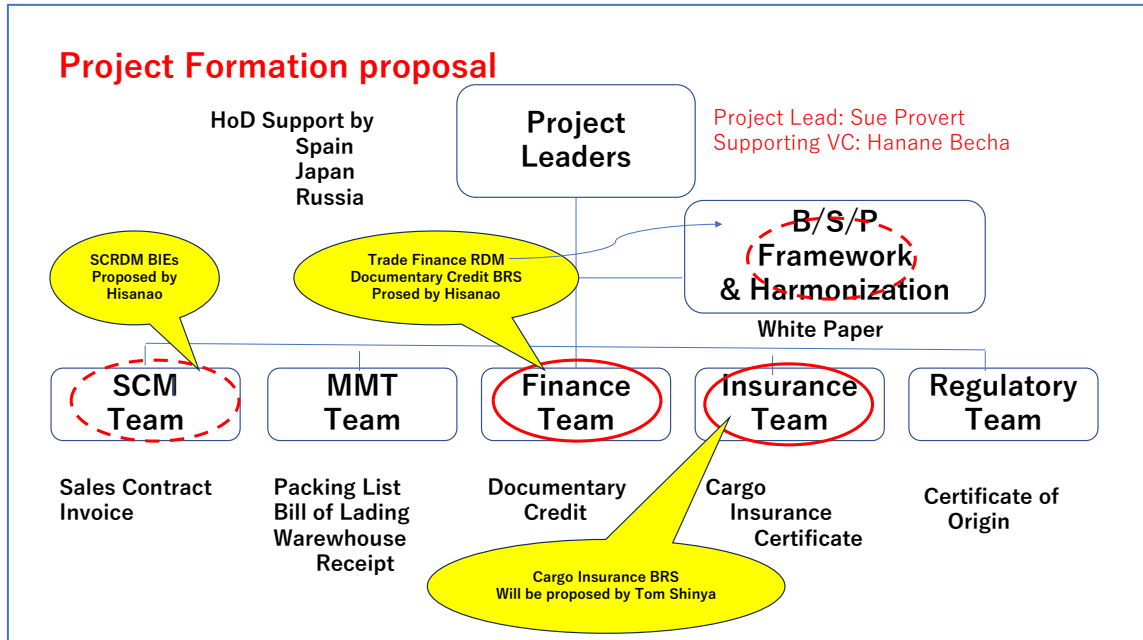 Project Formation proposal
HoD Support by
Spain
Japan
Russia
Project
Leaders
Project Lead: Sue Provert
Supporting VC: Hanane Becha
B/S/P
Framework
& Harmonization
White Paper
SCRDM BIEs
Proposed by
Hisanao
Trade Finance RDM
Documentary Credit BRS
Prosed by Hisanao
SCM
Team
MMT
Team
Finance
Team
Insurance
Team
Regulatory
Team
Sales Contract
Invoice
Packing List
Bill of Lading
Warewhouse
Receipt
Documentary
Credit
Cargo
Insurance
Certificate
Certificate of
Origin
Cargo Insurance BRS
Will be proposed by Tom Shinya